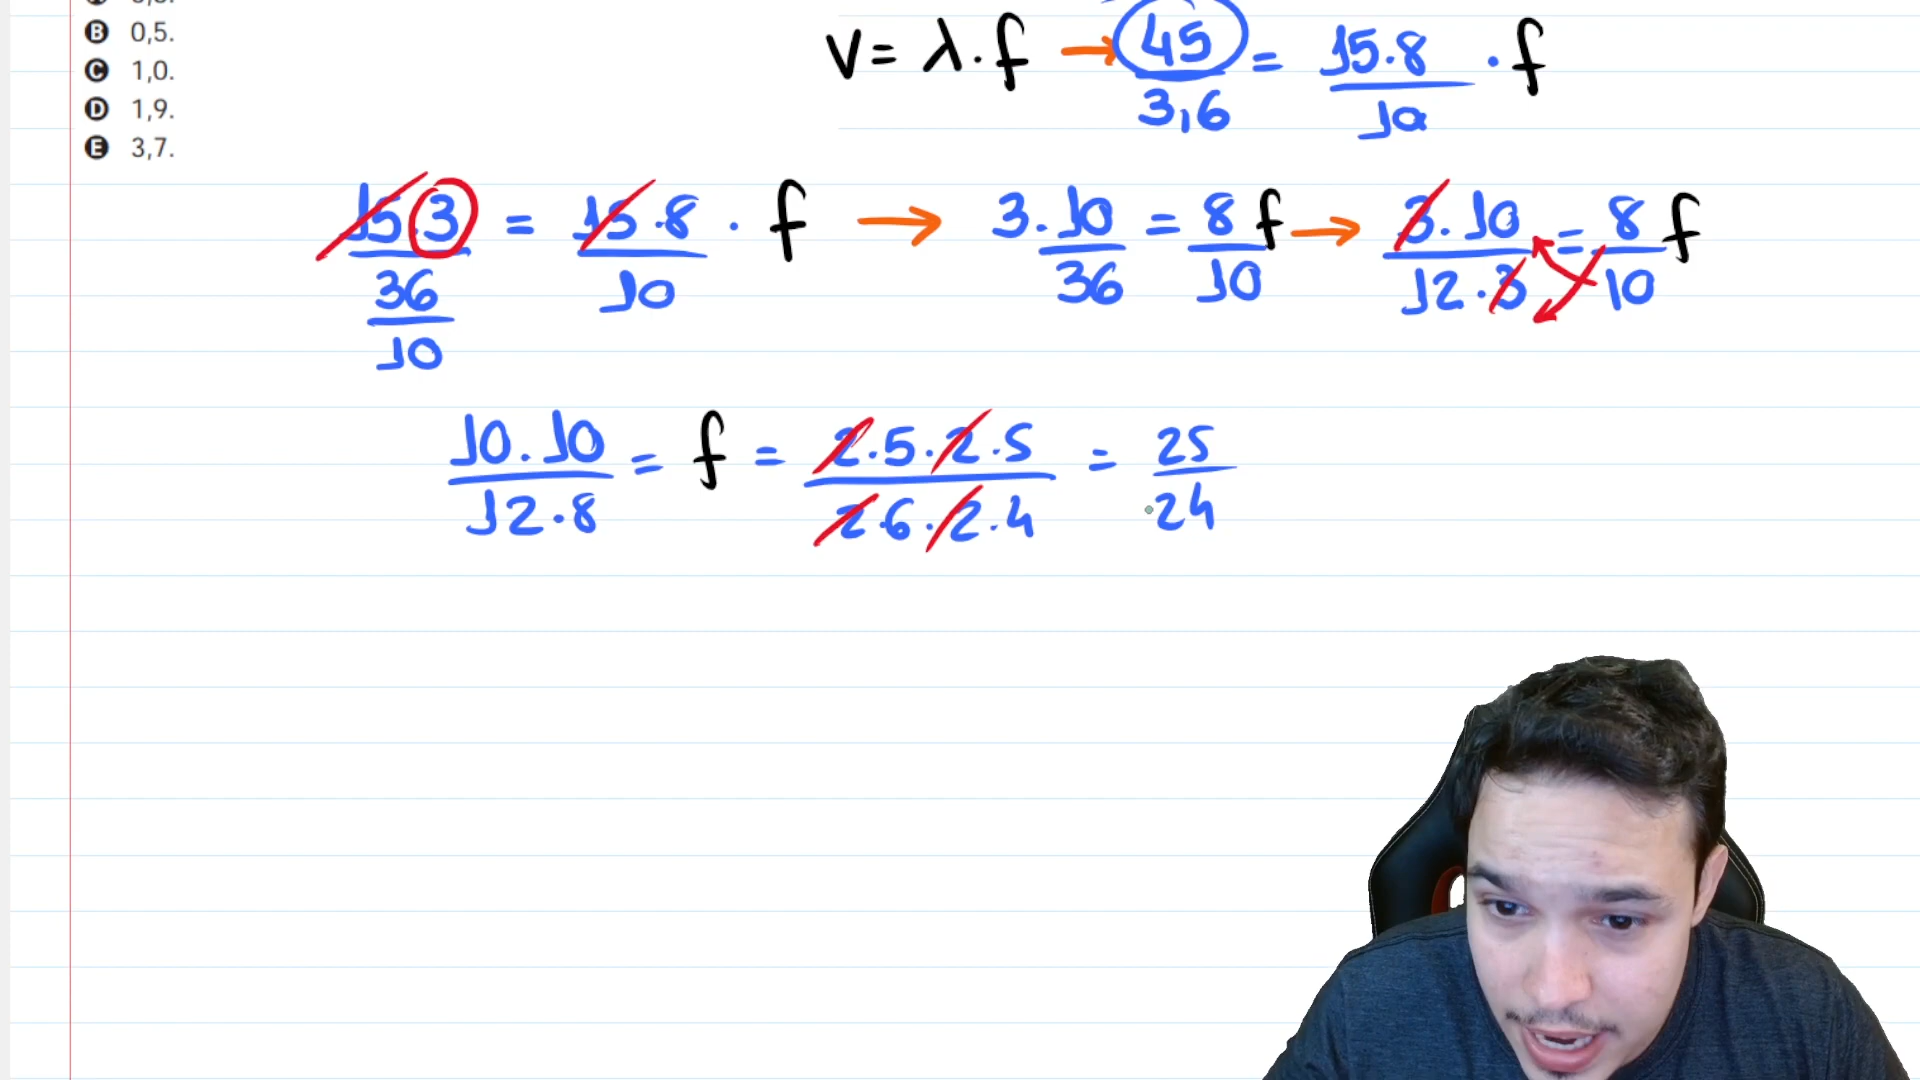 B 0,5.
C 1,0.
D 1,9.
E 3,7.
V = λ . f → 45/3,6 = 15.8/10 . f
15.3/(36/10) = 15.8/10 . f → 3.10/36 = 8/10 f → 3.10/12.3 = 8/10 f
10.10/12.8 = f = 2.5.2.5/2.6.2.4 = 25/24